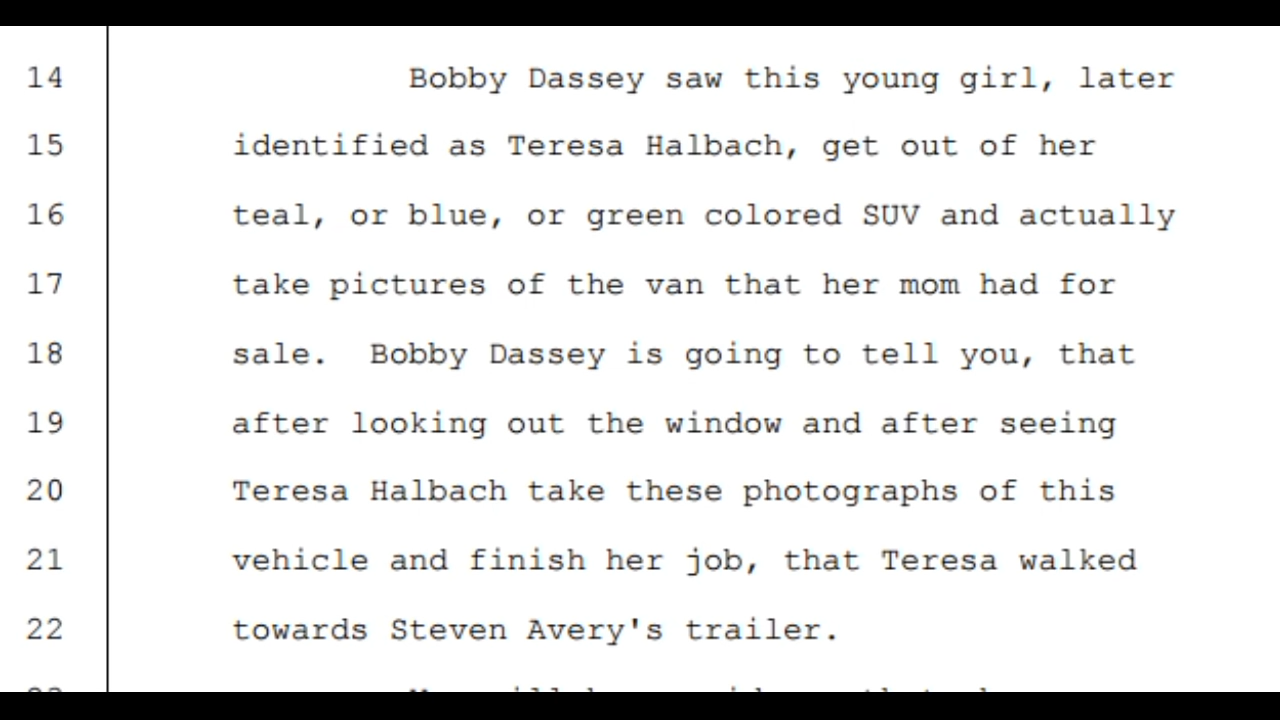 14 Bobby Dassey saw this young girl, later
15 identified as Teresa Halbach, get out of her
16 teal, or blue, or green colored SUV and actually
17 take pictures of the van that her mom had for
18 sale. Bobby Dassey is going to tell you, that
19 after looking out the window and after seeing
20 Teresa Halbach take these photographs of this
21 vehicle and finish her job, that Teresa walked
22 towards Steven Avery's trailer.